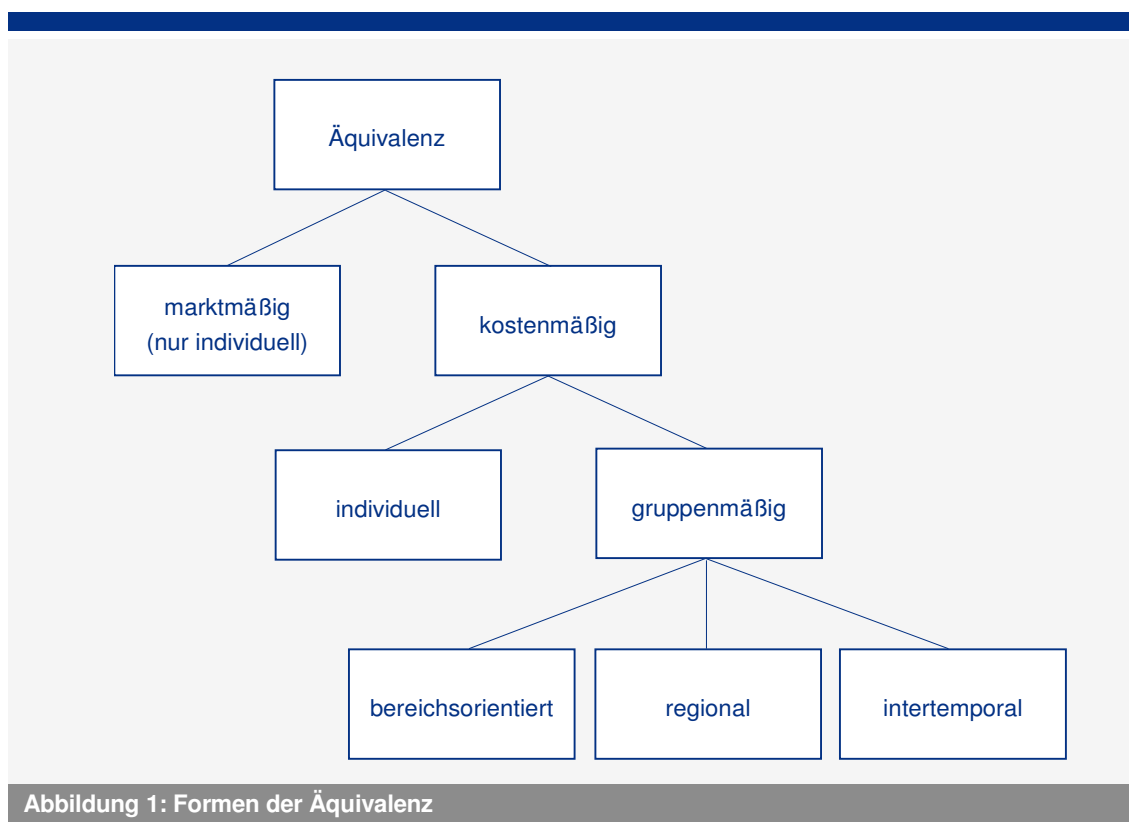 Äquivalenz
marktmäßig
(nur individuell)
kostenmäßig
individuell
gruppenmäßig
bereichsorientiert
regional
intertemporal
Abbildung 1: Formen der Äquivalenz